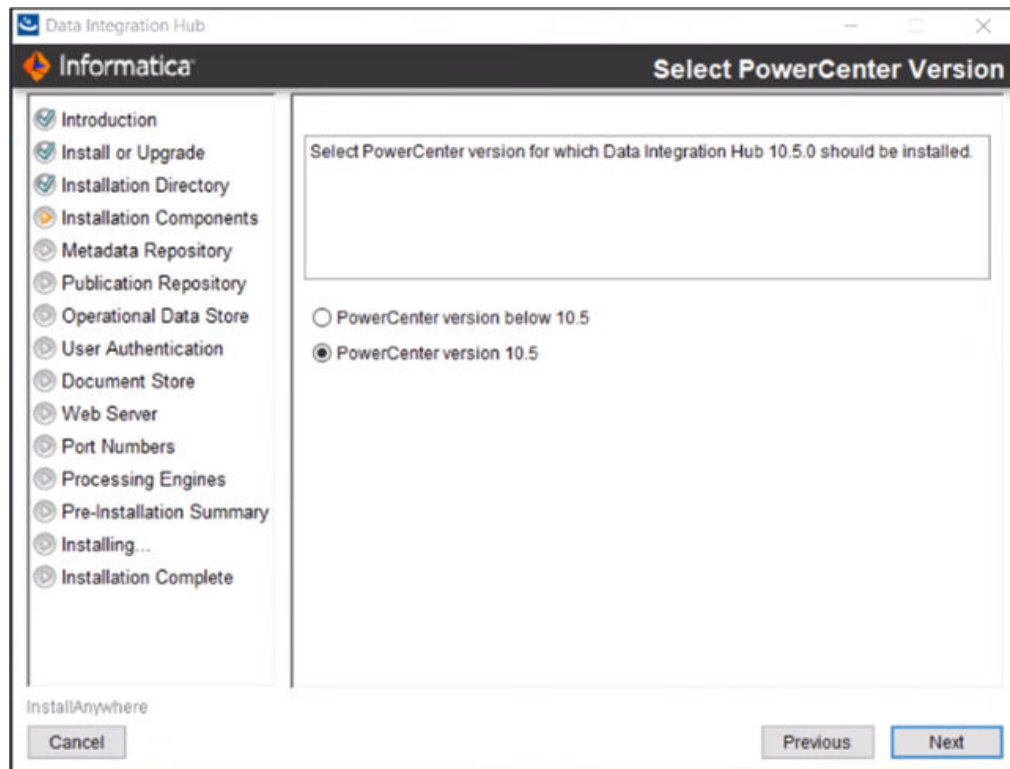 Data Integration Hub
Informatica
Select PowerCenter Version
Introduction
Install or Upgrade
Installation Directory
Installation Components
Metadata Repository
Publication Repository
Operational Data Store
User Authentication
Document Store
Web Server
Port Numbers
Processing Engines
Pre-Installation Summary
Installing...
Installation Complete
Select PowerCenter version for which Data Integration Hub 10.5.0 should be installed.
PowerCenter version below 10.5
PowerCenter version 10.5
InstallAnywhere
Cancel
Previous
Next